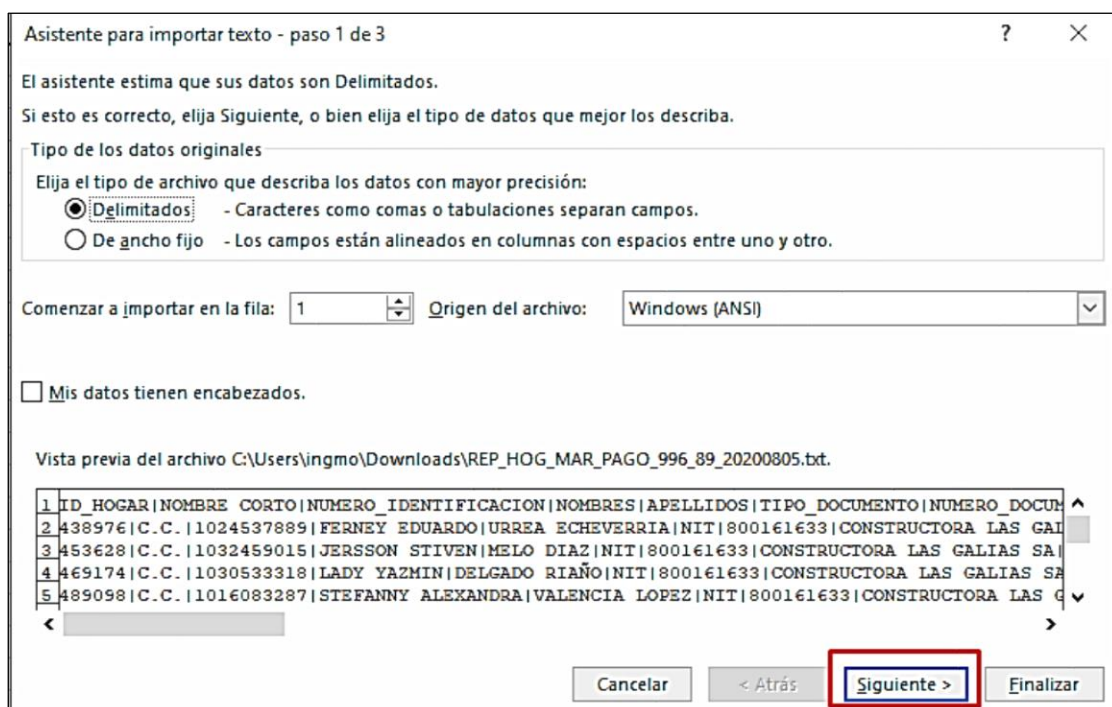 Asistente para importar texto - paso 1 de 3 ?
El asistente estima que sus datos son Delimitados.
Si esto es correcto, elija Siguiente, o bien elija el tipo de datos que mejor los describa.
Tipo de los datos originales
Elija el tipo de archivo que describa los datos con mayor precisión:
Delimitados - Caracteres como comas o tabulaciones separan campos.
De ancho fijo - Los campos están alineados en columnas con espacios entre uno y otro.
Comenzar a importar en la fila: 1 Origen del archivo: Windows (ANSI)
Mis datos tienen encabezados.
Vista previa del archivo C:\Users\ingmo\Downloads\REP_HOG_MAR_PAGO_996_89_20200805.txt.
1 ID_HOGAR|NOMBRE CORTO|NUMERO_IDENTIFICACION|NOMBRES|APELLIDOS|TIPO_DOCUMENTO|NUMERO_DOCUM
2 438976|C.C.|1024537889|FERNEY EDUARDO|URREA ECHEVERRIA|NIT|800161633|CONSTRUCTORA LAS GAL
3 453628|C.C.|1032459015|JERSSON STIVEN|MELO DIAZ|NIT|800161633|CONSTRUCTORA LAS GALIAS SA|
4 469174|C.C.|1030533318|LADY YAZMIN|DELGADO RIAÑO|NIT|800161633|CONSTRUCTORA LAS GALIAS SA
5 489098|C.C.|1016083287|STEFANNY ALEXANDRA|VALENCIA LOPEZ|NIT|800161633|CONSTRUCTORA LAS G
Cancelar < Atrás Siguiente > Finalizar